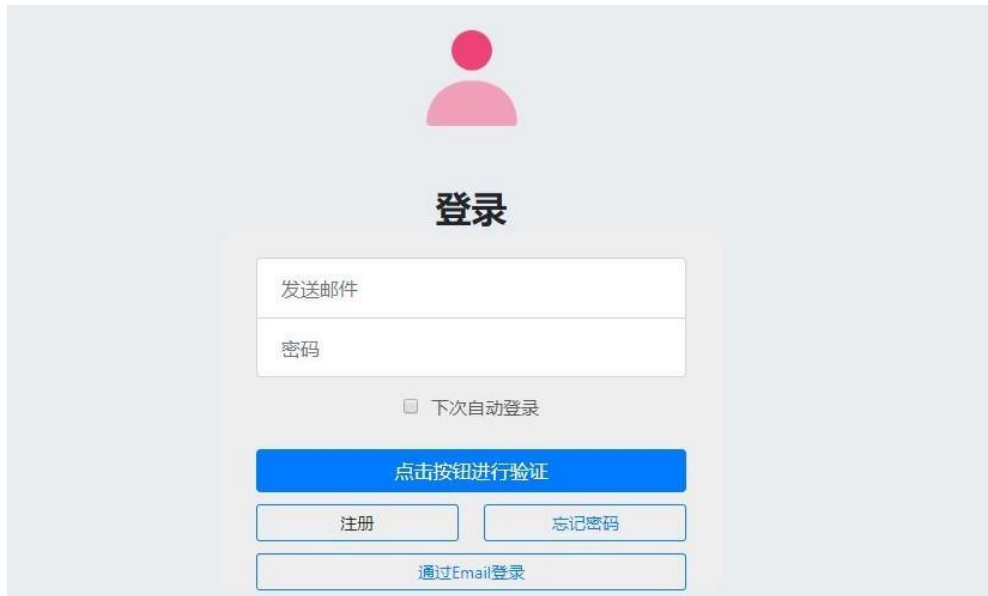 登录
发送邮件
密码
下次自动登录
点击按钮进行验证
注册 忘记密码
通过Email登录